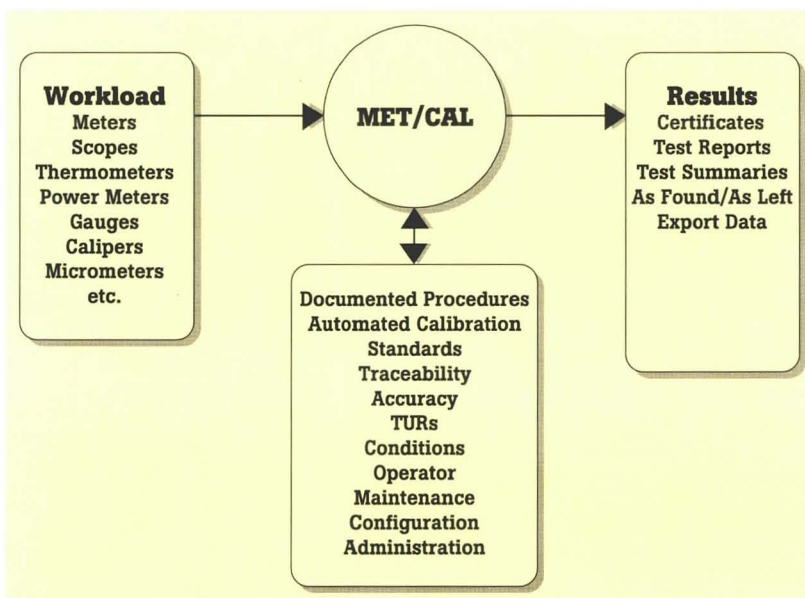 Workload
Meters
Scopes
Thermometers
Power Meters
Gauges
Calipers
Micrometers
etc.
MET/CAL
Results
Certificates
Test Reports
Test Summaries
As Found/As Left
Export Data
Documented Procedures
Automated Calibration
Standards
Traceability
Accuracy
TURs
Conditions
Operator
Maintenance
Configuration
Administration